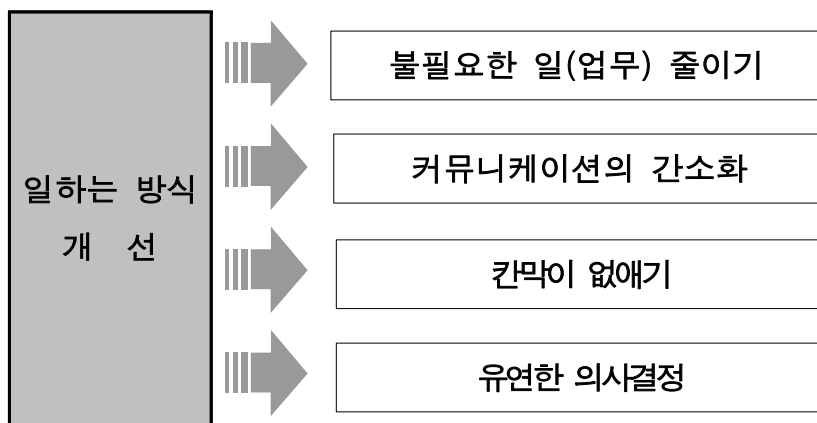 일하는 방식
개 선
불필요한 일(업무) 줄이기
커뮤니케이션의 간소화
칸막이 없애기
유연한 의사결정